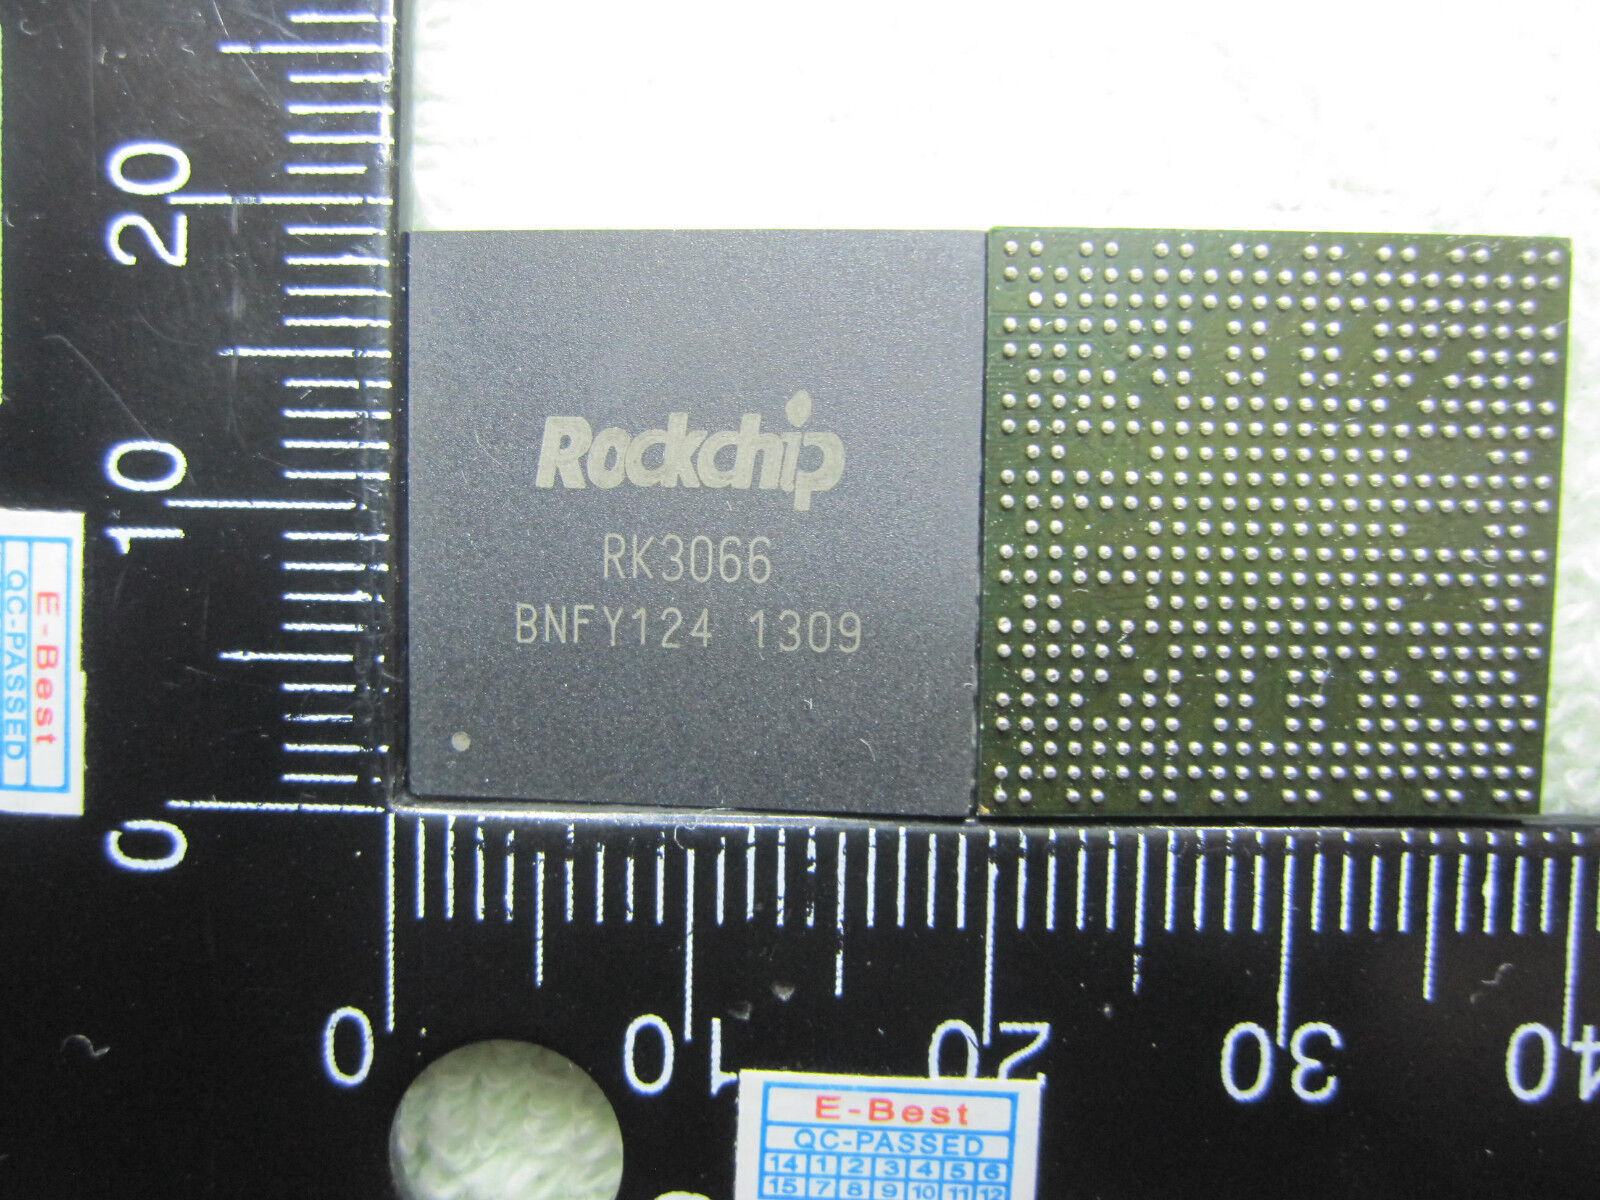 20
10
0
Rockchip
RK3066
BNFY124 1309
E-Best
QC-PASSED
0
10
20
30
40
E-Best
QC-PASSED
14 1 2 3 4 5 6
15 7 8 9 10 11 12